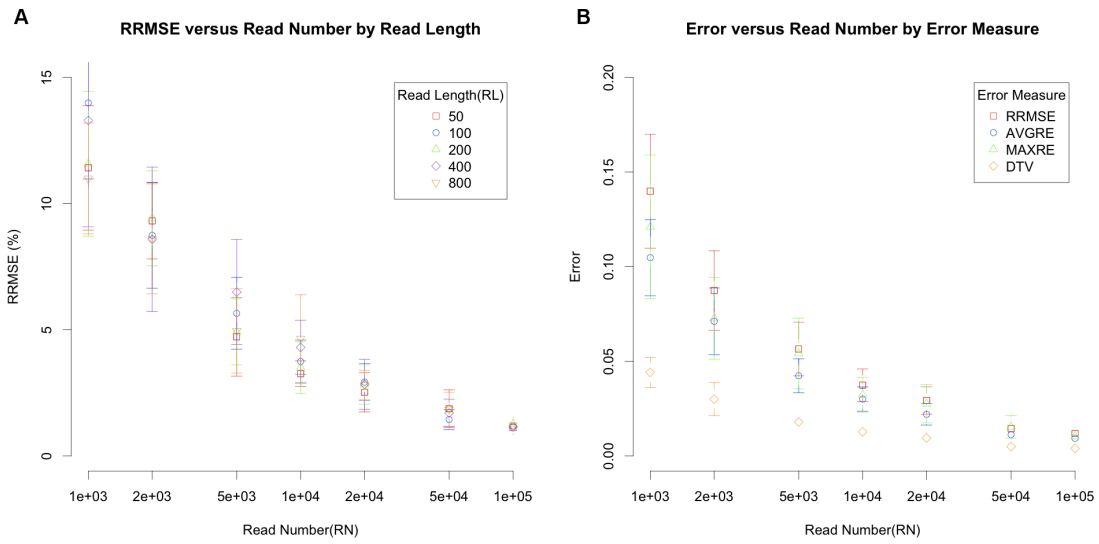 A
RRMSE versus Read Number by Read Length
15
10
5
0
RRMSE (%)
Read Length(RL)
50
100
200
400
800
1e+03 2e+03 5e+03 1e+04 2e+04 5e+04 1e+05
Read Number(RN)
B
Error versus Read Number by Error Measure
0.20
0.15
0.10
0.05
0.00
Error
Error Measure
RRMSE
AVGRE
MAXRE
DTV
1e+03 2e+03 5e+03 1e+04 2e+04 5e+04 1e+05
Read Number(RN)